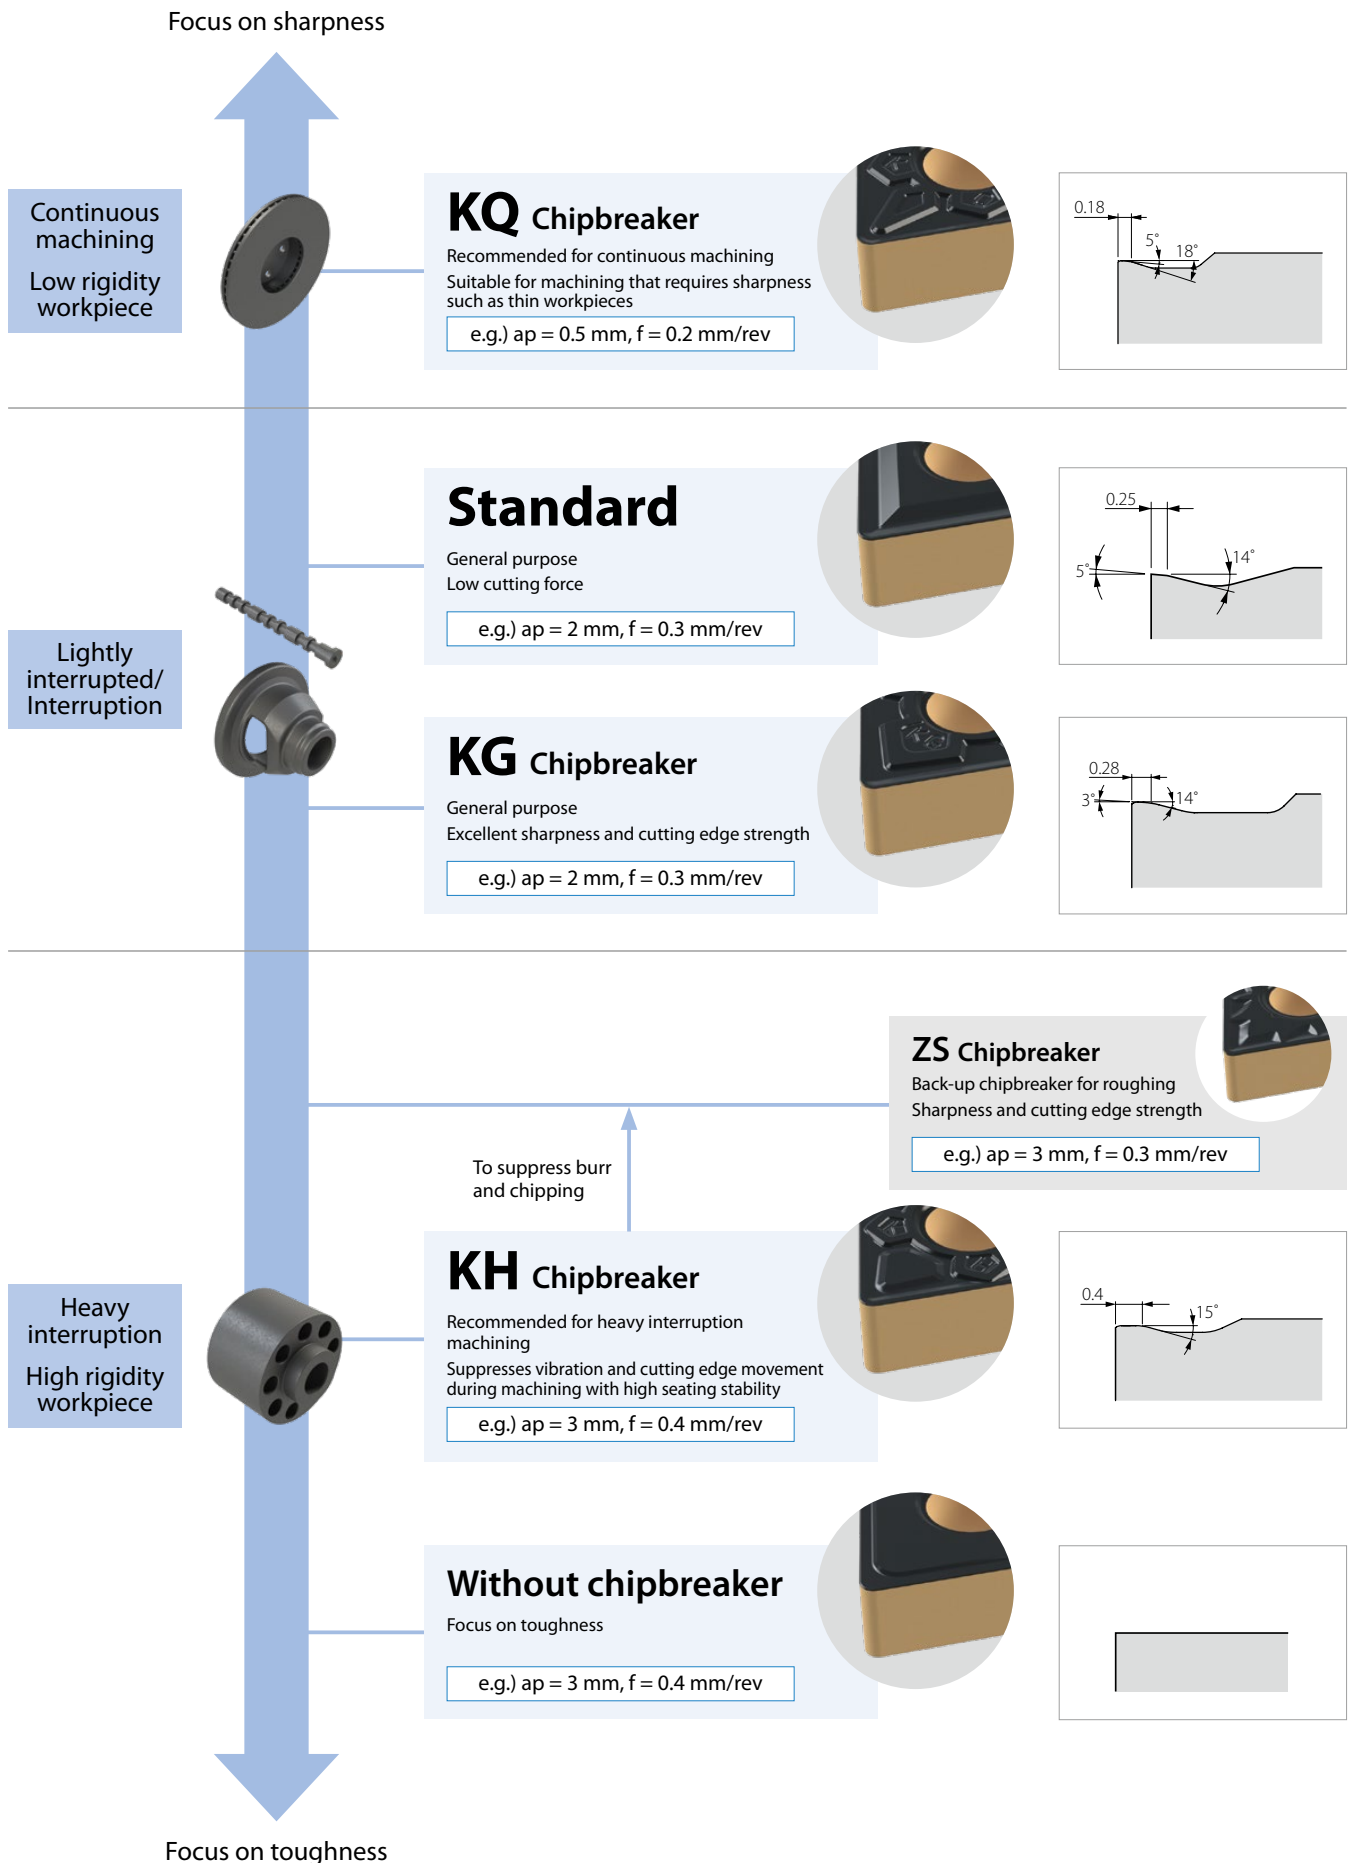 Focus on sharpness
Continuous
machining
Low rigidity
workpiece
KQ Chipbreaker
Recommended for continuous machining
Suitable for machining that requires sharpness
such as thin workpieces
e.g.) ap = 0.5 mm, f = 0.2 mm/rev
0.18
5°
18°
Standard
General purpose
Low cutting force
e.g.) ap = 2 mm, f = 0.3 mm/rev
0.25
5°
14°
Lightly
interrupted/
Interruption
KG Chipbreaker
General purpose
Excellent sharpness and cutting edge strength
e.g.) ap = 2 mm, f = 0.3 mm/rev
0.28
3°
14°
ZS Chipbreaker
Back-up chipbreaker for roughing
Sharpness and cutting edge strength
e.g.) ap = 3 mm, f = 0.3 mm/rev
To suppress burr
and chipping
Heavy
interruption
High rigidity
workpiece
KH Chipbreaker
Recommended for heavy interruption
machining
Suppresses vibration and cutting edge movement
during machining with high seating stability
e.g.) ap = 3 mm, f = 0.4 mm/rev
0.4
15°
Without chipbreaker
Focus on toughness
e.g.) ap = 3 mm, f = 0.4 mm/rev
Focus on toughness